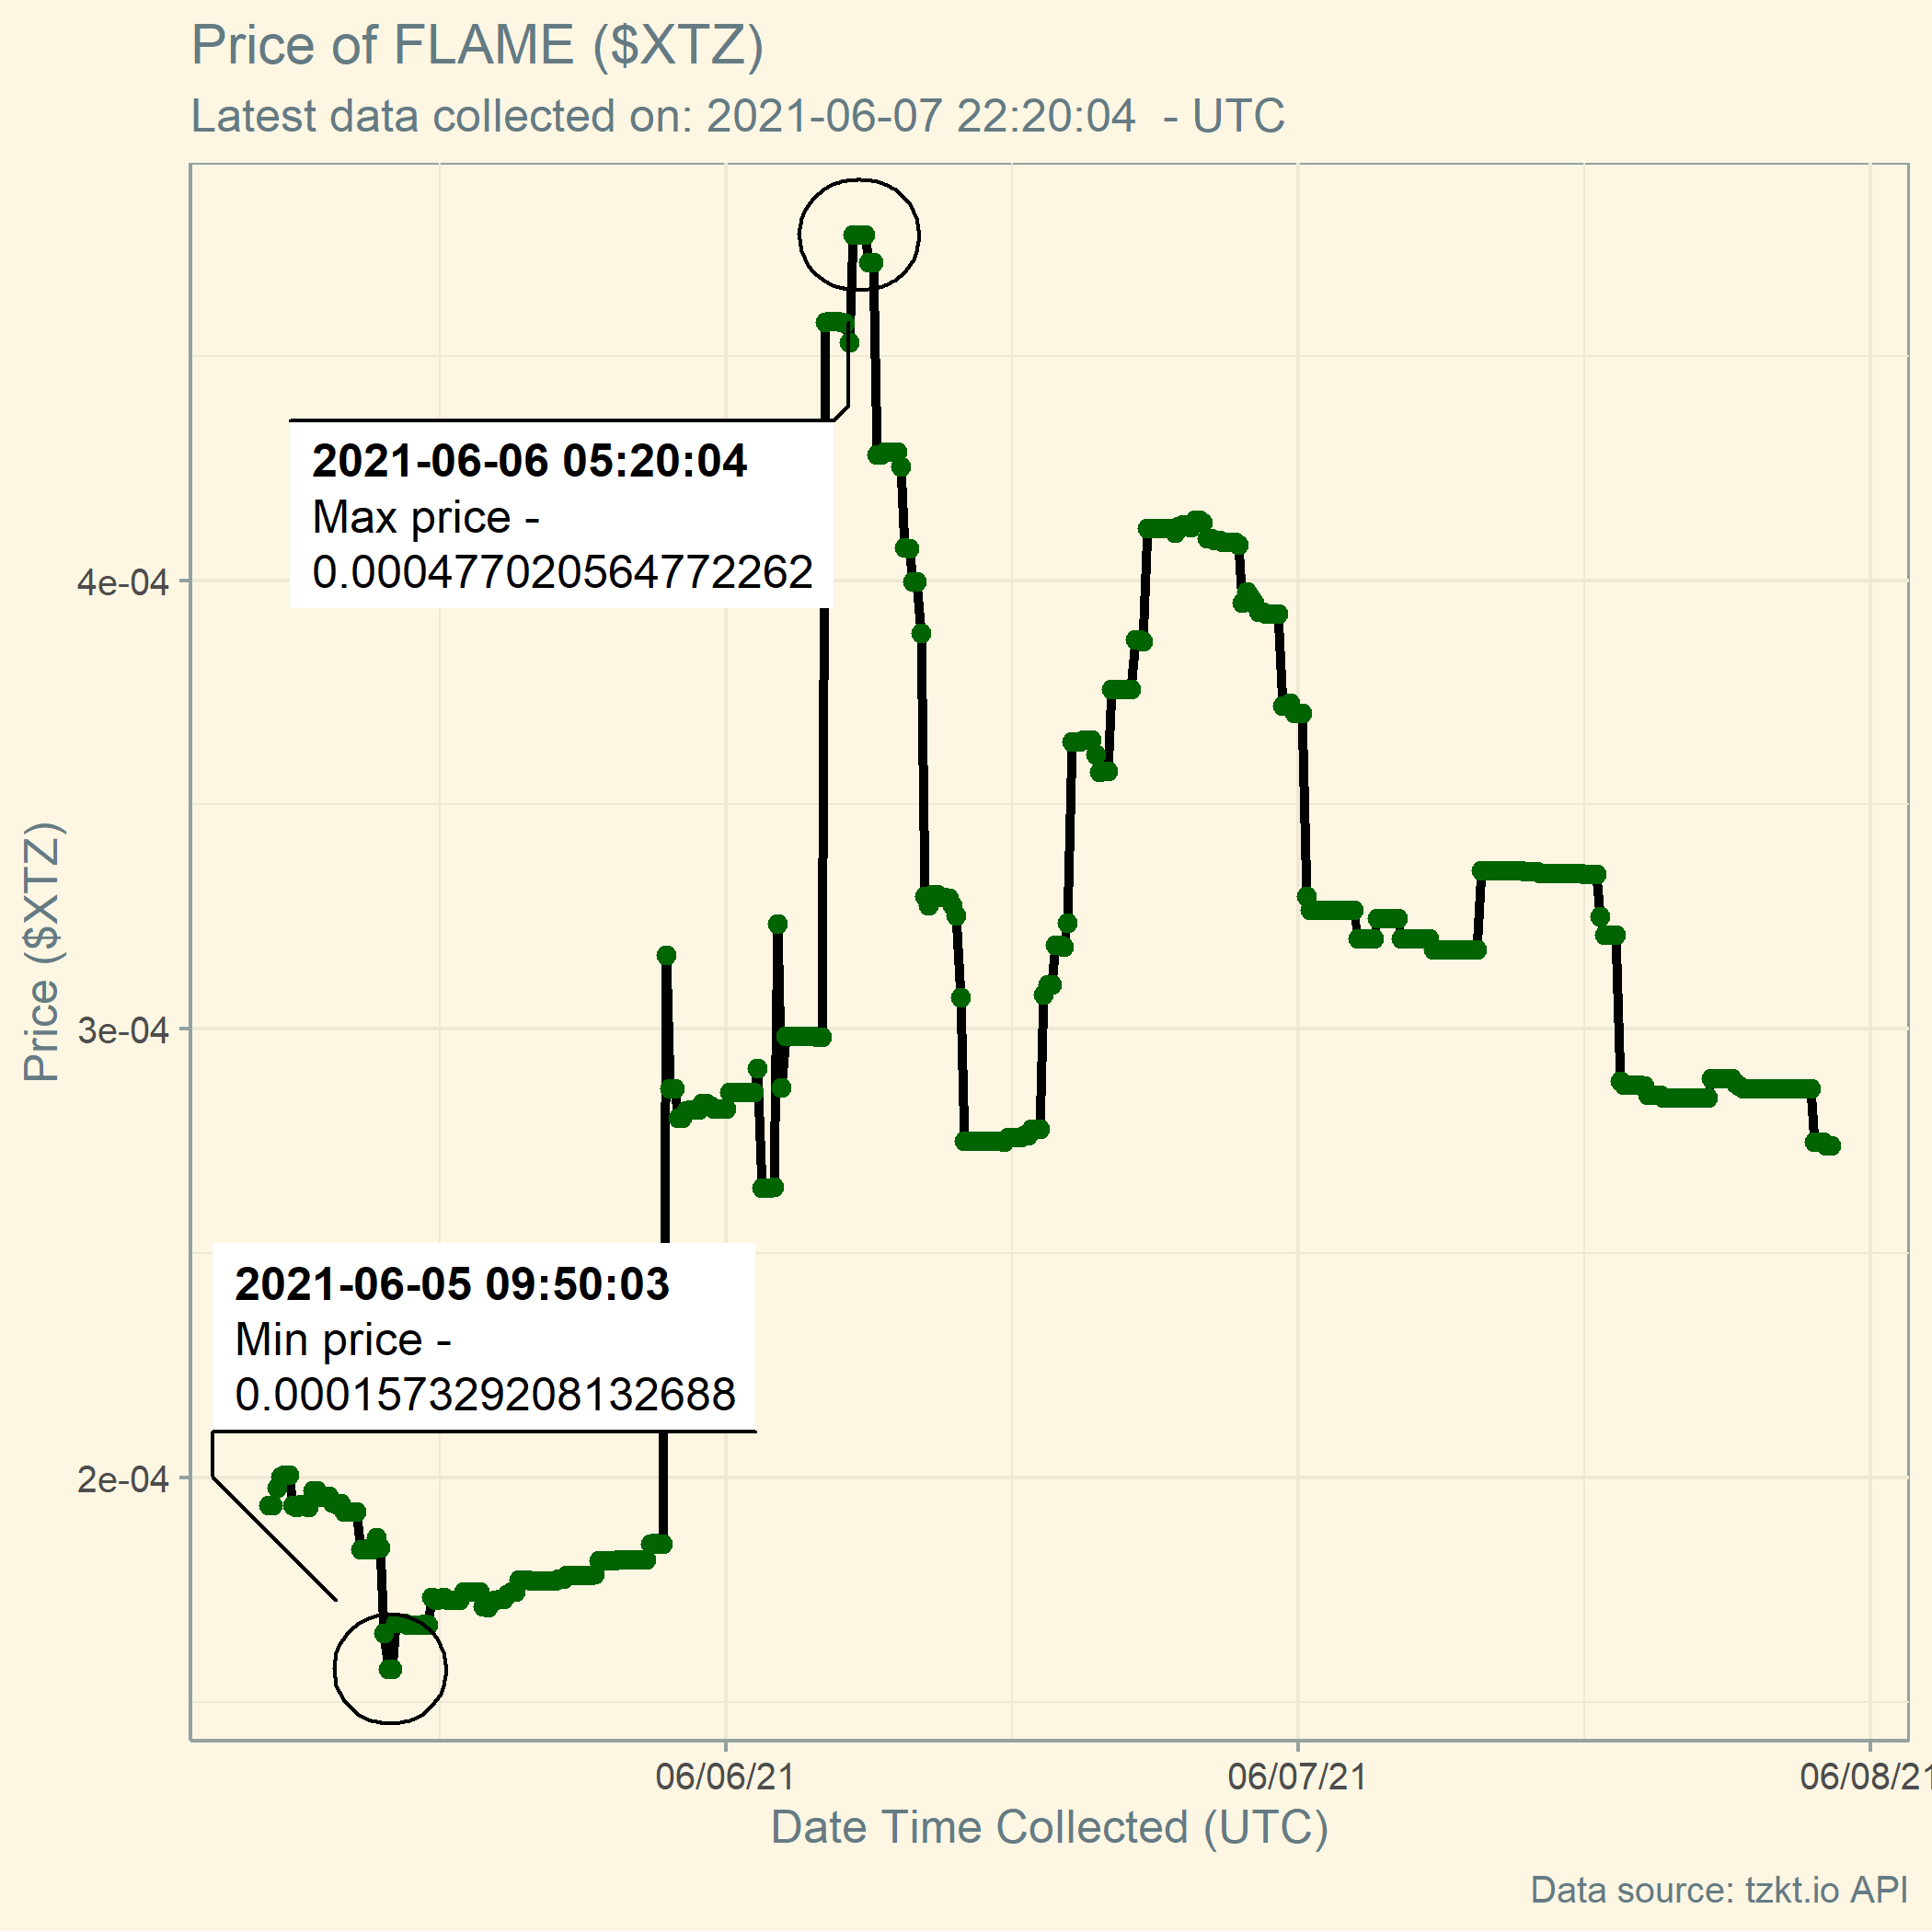 Price of FLAME ($XTZ)
Latest data collected on: 2021-06-07 22:20:04  - UTC
2021-06-06 05:20:04
Max price -
0.000477020564772262
4e-04
3e-04
2e-04
Price ($XTZ)
2021-06-05 09:50:03
Min price -
0.000157329208132688
06/06/21
06/07/21
06/08/21
Date Time Collected (UTC)
Data source: tzkt.io API